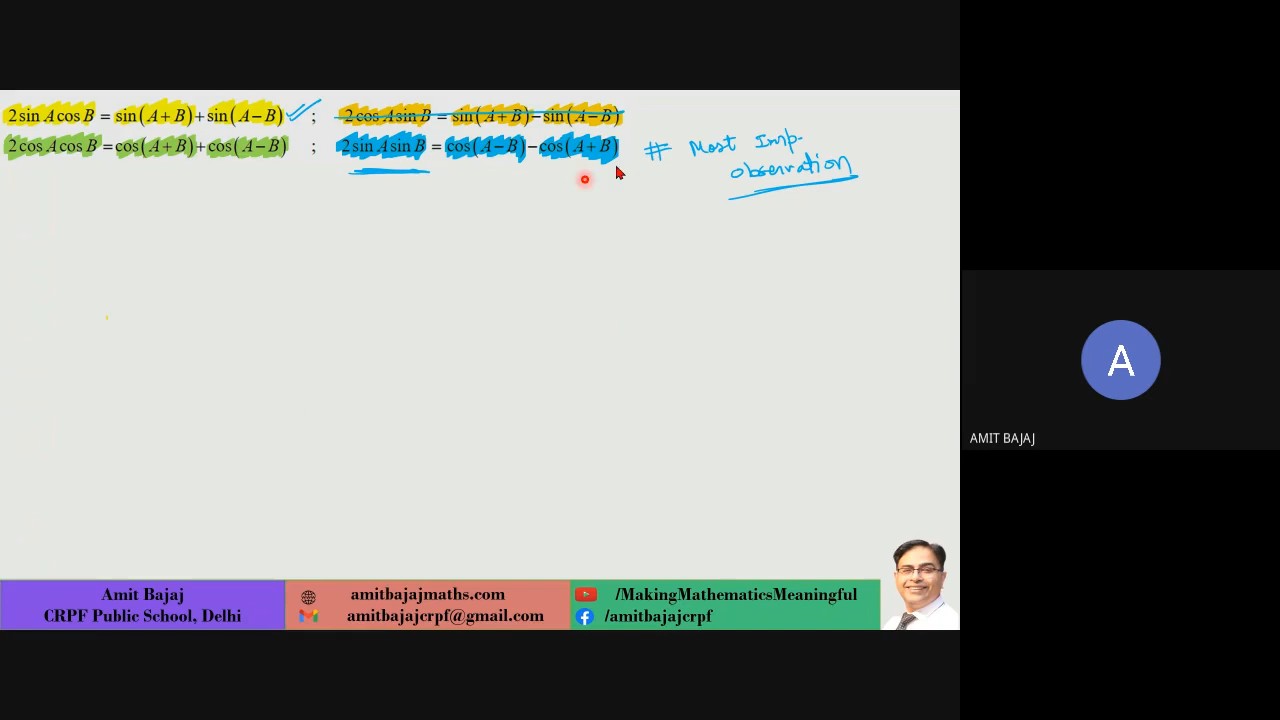 2 sin A cos B = sin(A+B)+sin(A−B) ; 2 cos A sin B = sin(A+B)−sin(A−B)
2 cos A cos B = cos(A+B)+cos(A−B) ; 2 sin A sin B = cos(A−B)−cos(A+B) # Most Imp.
observation
A
AMIT BAJAJ
Amit Bajaj
CRPF Public School, Delhi
amitbajajmaths.com
amitbajajcrpf@gmail.com
/MakingMathematicsMeaningful
/amitbajajcrpf